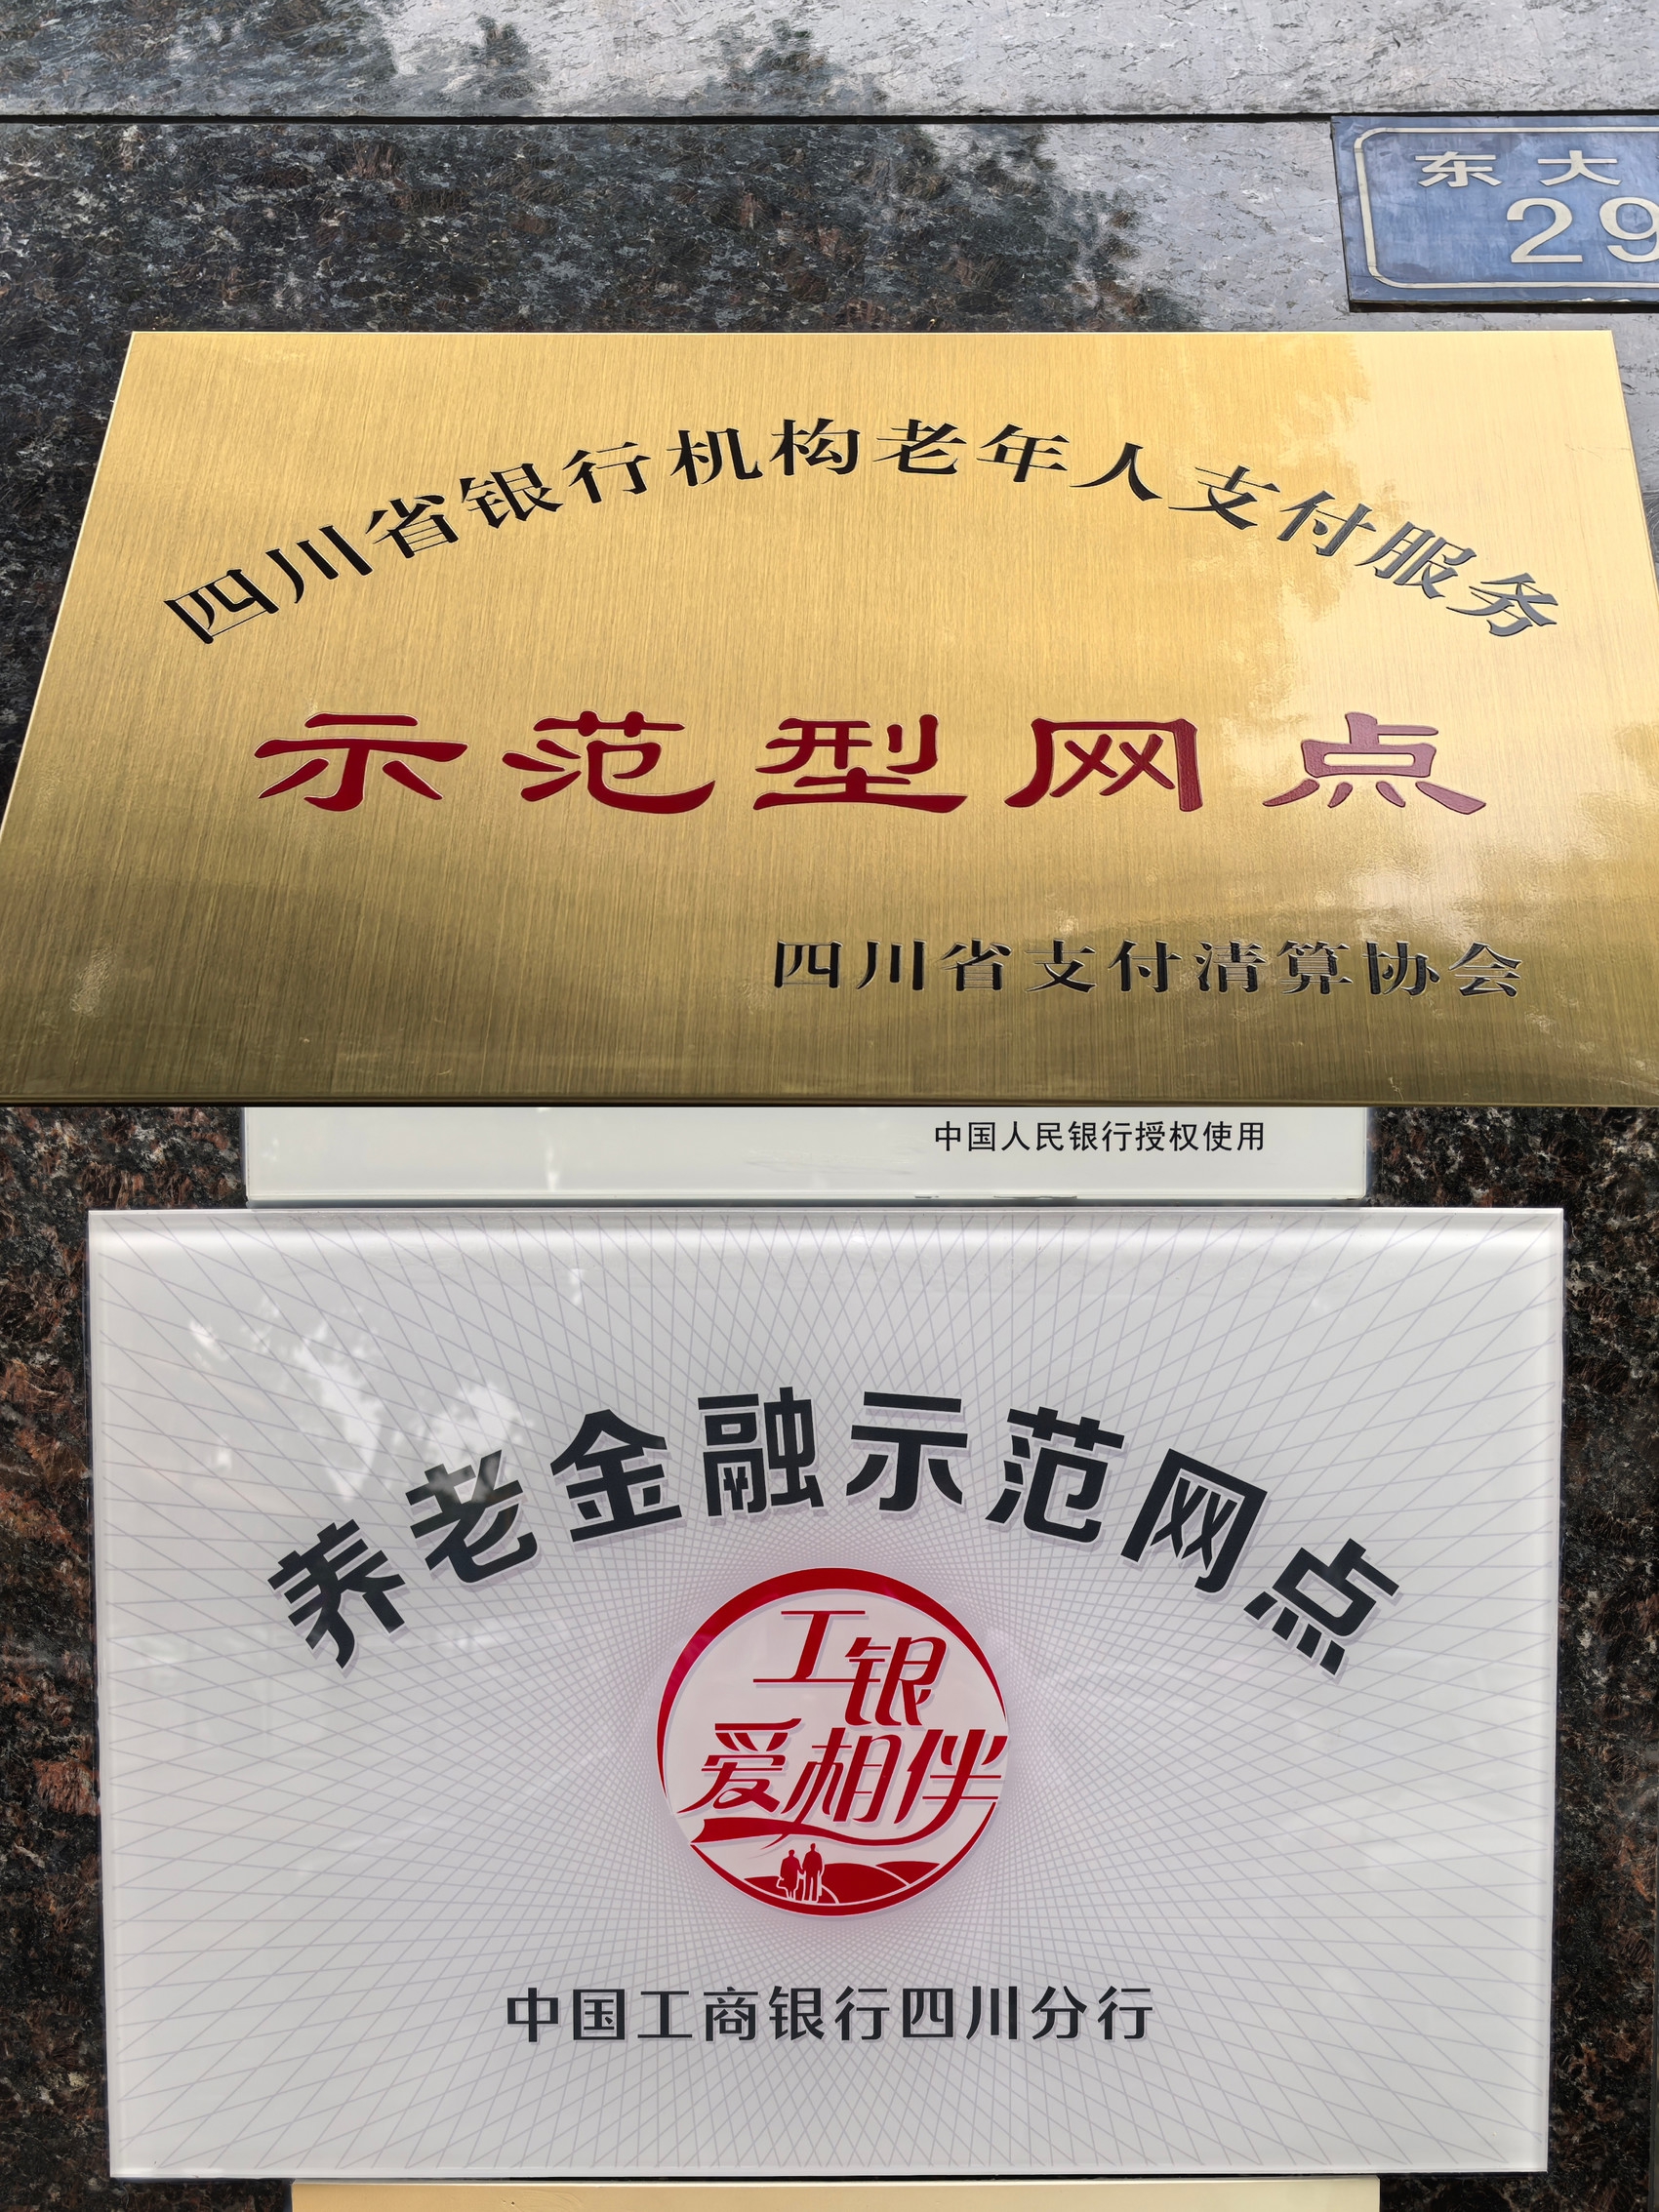 东大
29
四川省银行机构老年人支付服务
示范型网点
四川省支付清算协会
中国人民银行授权使用
养老金融示范网点
工银
爱相伴
中国工商银行四川分行